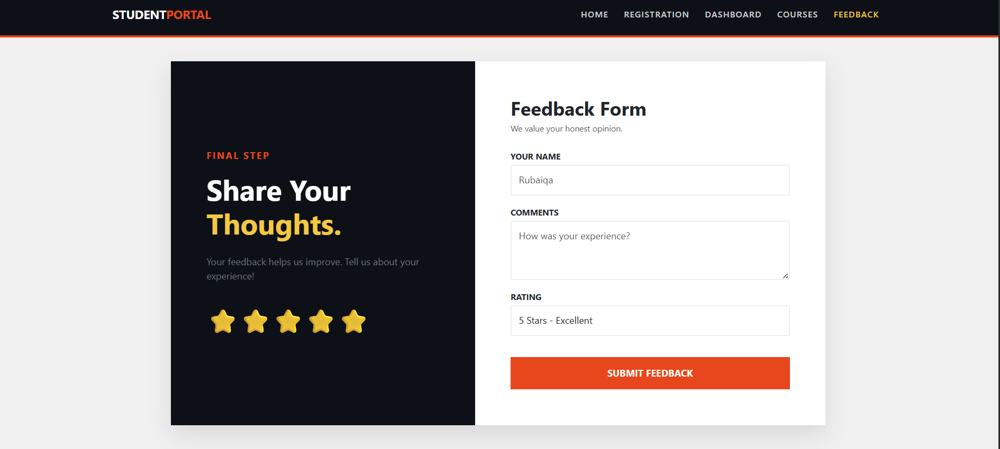 STUDENTPORTAL
HOME REGISTRATION DASHBOARD COURSES FEEDBACK
FINAL STEP
Share Your
Thoughts.
Your feedback helps us improve. Tell us about your
experience!
Feedback Form
We value your honest opinion.
YOUR NAME
Rubaiqa
COMMENTS
How was your experience?
RATING
5 Stars - Excellent
SUBMIT FEEDBACK